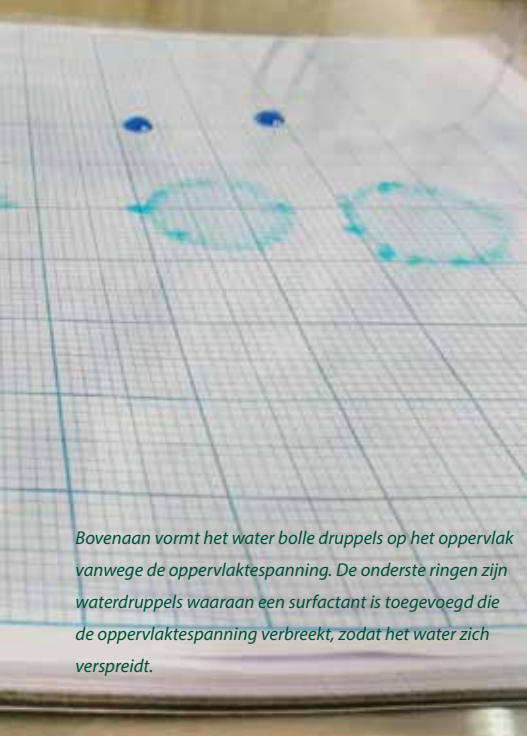 Bovenaan vormt het water bolle druppels op het oppervlak
vanwege de oppervlaktespanning. De onderste ringen zijn
waterdruppels waaraan een surfactant is toegevoegd die
de oppervlaktespanning verbreekt, zodat het water zich
verspreidt.